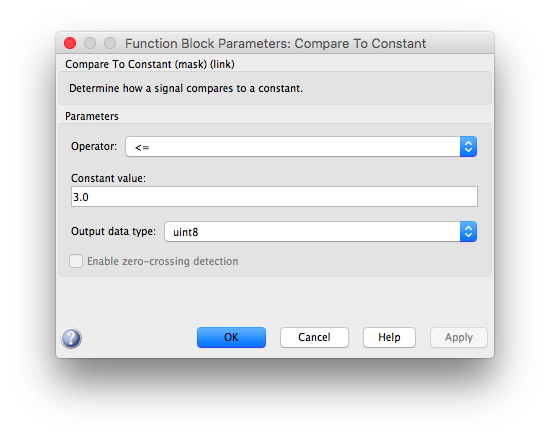 Function Block Parameters: Compare To Constant
Compare To Constant (mask) (link)
Determine how a signal compares to a constant.
Parameters
Operator: <=
Constant value:
3.0
Output data type: uint8
Enable zero-crossing detection
? OK Cancel Help Apply